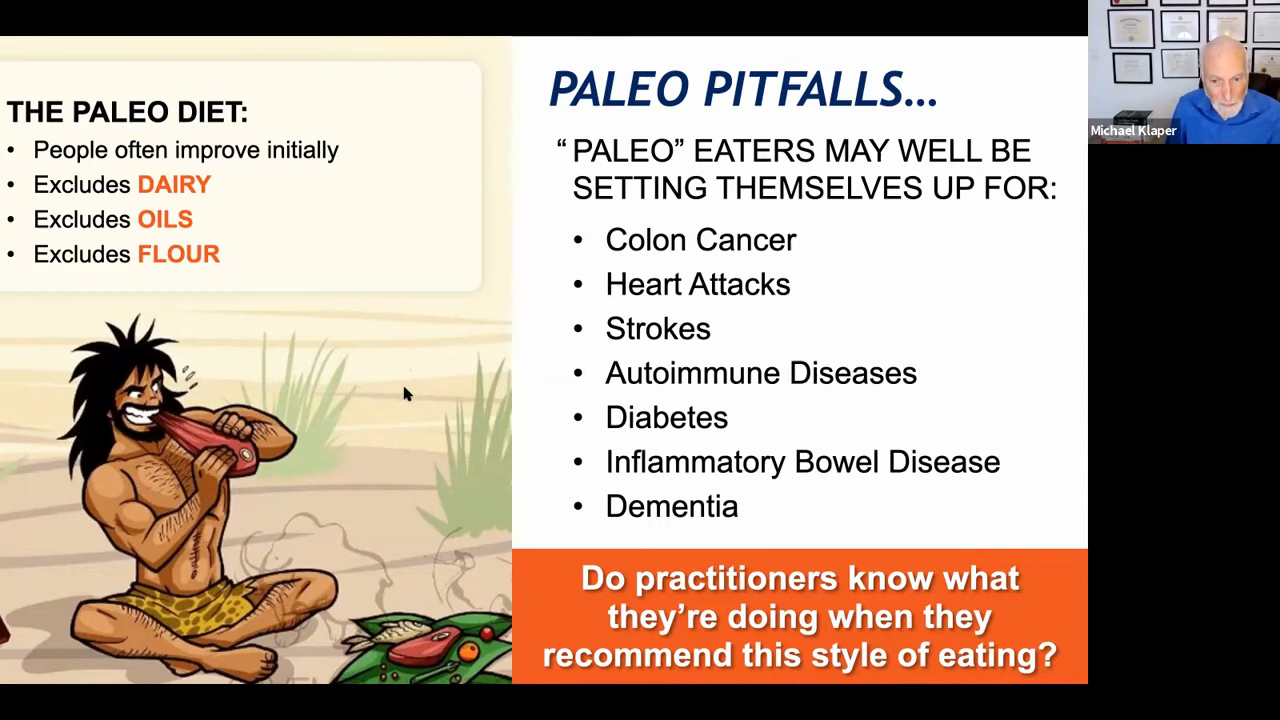 THE PALEO DIET:
• People often improve initially
• Excludes DAIRY
• Excludes OILS
• Excludes FLOUR
PALEO PITFALLS...
“PALEO” EATERS MAY WELL BE
SETTING THEMSELVES UP FOR:
• Colon Cancer
• Heart Attacks
• Strokes
• Autoimmune Diseases
• Diabetes
• Inflammatory Bowel Disease
• Dementia
Do practitioners know what
they’re doing when they
recommend this style of eating?
Michael Klaper